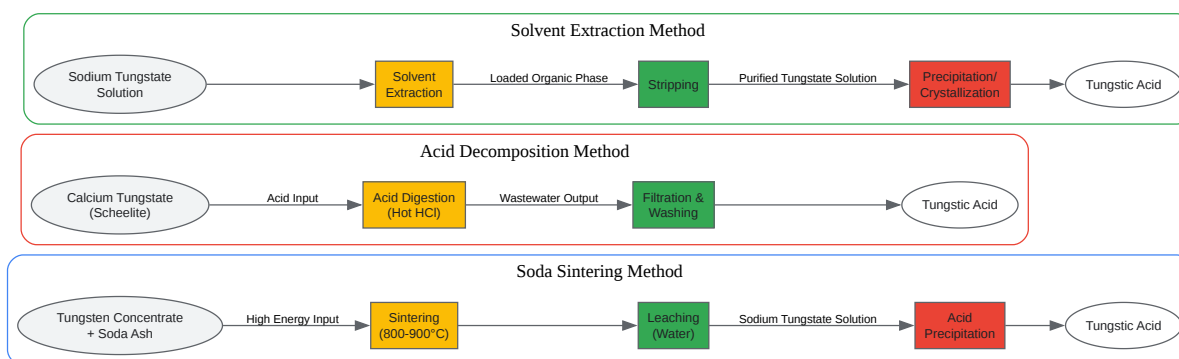 Solvent Extraction Method
Sodium Tungstate
Solution
Solvent
Extraction
Loaded Organic Phase
Stripping
Purified Tungstate Solution
Precipitation/
Crystallization
Tungstic Acid
Acid Decomposition Method
Calcium Tungstate
(Scheelite)
Acid Input
Acid Digestion
(Hot HCl)
Wastewater Output
Filtration &
Washing
Tungstic Acid
Soda Sintering Method
Tungsten Concentrate
+ Soda Ash
High Energy Input
Sintering
(800-900°C)
Leaching
(Water)
Sodium Tungstate Solution
Acid
Precipitation
Tungstic Acid